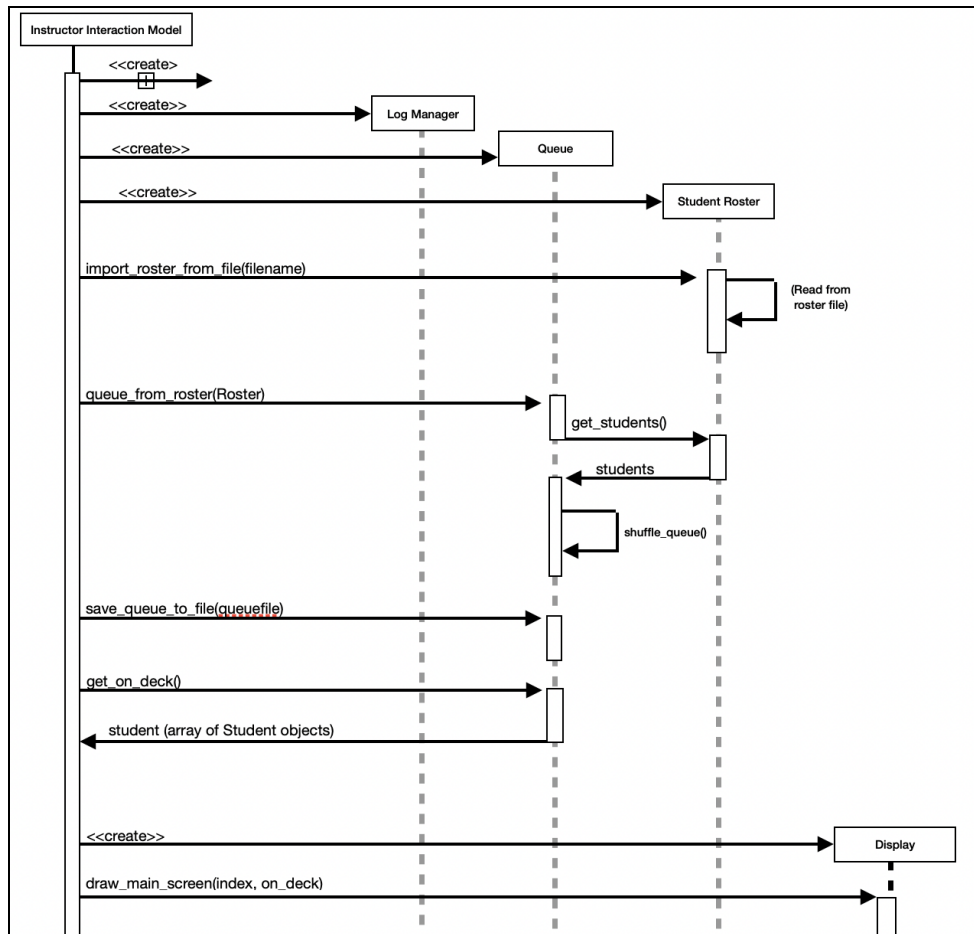 Instructor Interaction Model
<<create>
<<create>>
Log Manager
<<create>>
Queue
<<create>>
Student Roster
import_roster_from_file(filename)
(Read from
roster file)
queue_from_roster(Roster)
get_students()
students
shuffle_queue()
save_queue_to_file(queuefile)
get_on_deck()
student (array of Student objects)
<<create>>
Display
draw_main_screen(index, on_deck)